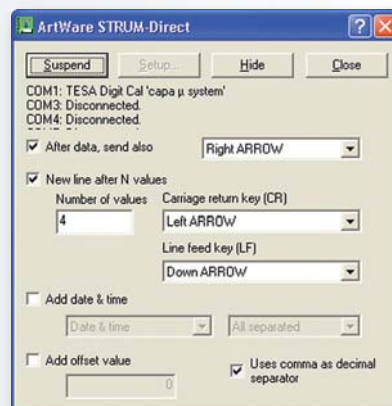 ArtWare STRUM-Direct
Suspend Setup... Hide Close
COM1: TESA Digit Cal 'capa µ system'
COM3: Disconnected.
COM4: Disconnected.
After data, send also Right ARROW
New line after N values
Number of values Carriage return key (CR)
4 Left ARROW
Line feed key (LF)
Down ARROW
Add date & time
Date & time All separated
Add offset value Uses comma as decimal
0 separator